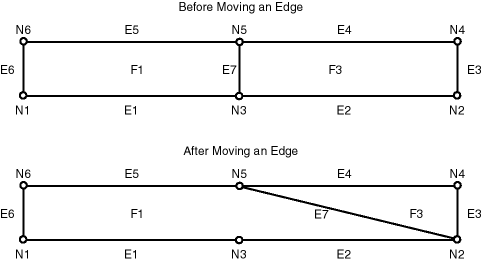 Before Moving an Edge
N6 E5 N5 E4 N4
E6 F1 E7 F3 E3
N1 E1 N3 E2 N2
After Moving an Edge
N6 E5 N5 E4 N4
E6 F1 E7 F3 E3
N1 E1 N3 E2 N2